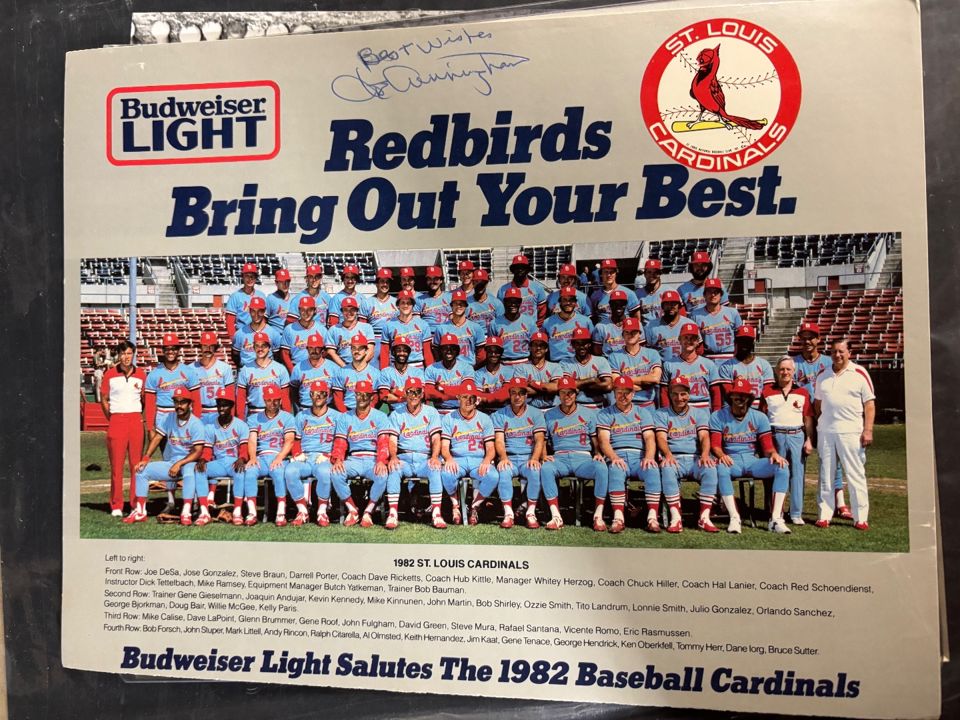 Best Wishes
Joe Cunningham
Budweiser
LIGHT
ST. LOUIS
CARDINALS
Redbirds
Bring Out Your Best.
Left to right:
1982 ST. LOUIS CARDINALS
Front Row: Joe DeSa, Jose Gonzalez, Steve Braun, Darrell Porter, Coach Dave Ricketts, Coach Hub Kittle, Manager Whitey Herzog, Coach Chuck Hiller, Coach Hal Lanier, Coach Red Schoendienst,
Instructor Dick Tettelbach, Mike Ramsey, Equipment Manager Butch Yatkeman, Trainer Bob Bauman.
Second Row: Trainer Gene Gieselmann, Joaquin Andujar, Kevin Kennedy, Mike Kinnunen, John Martin, Bob Shirley, Ozzie Smith, Tito Landrum, Lonnie Smith, Julio Gonzalez, Orlando Sanchez,
George Bjorkman, Doug Bair, Willie McGee, Kelly Paris.
Third Row: Mike Calise, Dave LaPoint, Glenn Brummer, Gene Roof, John Fulgham, David Green, Steve Mura, Rafael Santana, Vicente Romo, Eric Rasmussen.
Fourth Row: Bob Forsch, John Stuper, Mark Littell, Andy Rincon, Ralph Citarella, Al Olmsted, Keith Hernandez, Jim Kaat, Gene Tenace, George Hendrick, Ken Oberkfell, Tommy Herr, Dane Iorg, Bruce Sutter.
Budweiser Light Salutes The 1982 Baseball Cardinals